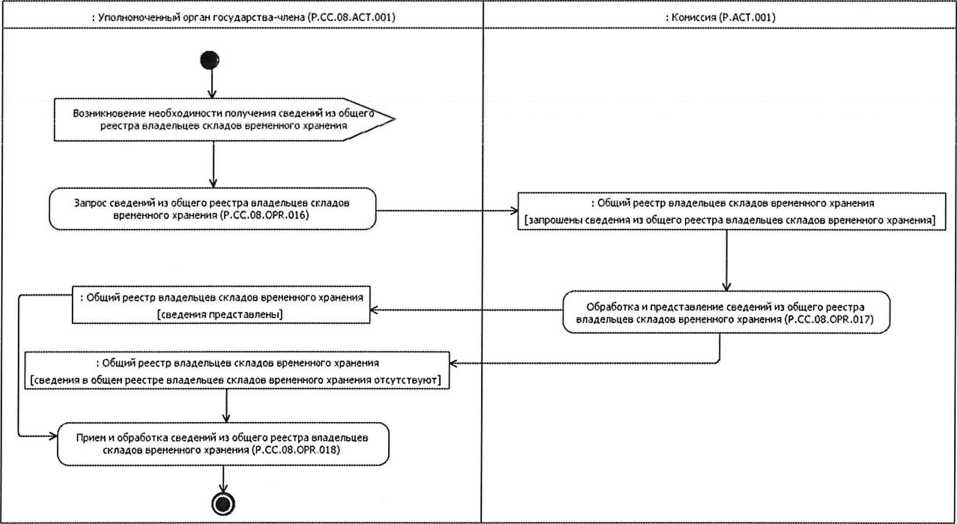 : Уполномоченный орган государства-члена (P.CC.08.ACT.001)
: Комиссия (P.ACT.001)
Возникновение необходимости получения сведений из общего
реестра владельцев складов временного хранения
Запрос сведений из общего реестра владельцев складов
временного хранения (P.CC.08.OPR.016)
: Общий реестр владельцев складов временного хранения
[запрошены сведения из общего реестра владельцев складов временного хранения]
: Общий реестр владельцев складов временного хранения
[сведения представлены]
Обработка и представление сведений из общего реестра
владельцев складов временного хранения (P.CC.08.OPR.017)
: Общий реестр владельцев складов временного хранения
[сведения в общем реестре владельцев складов временного хранения отсутствуют]
Прием и обработка сведений из общего реестра владельцев
складов временного хранения (P.CC.08.OPR.018)